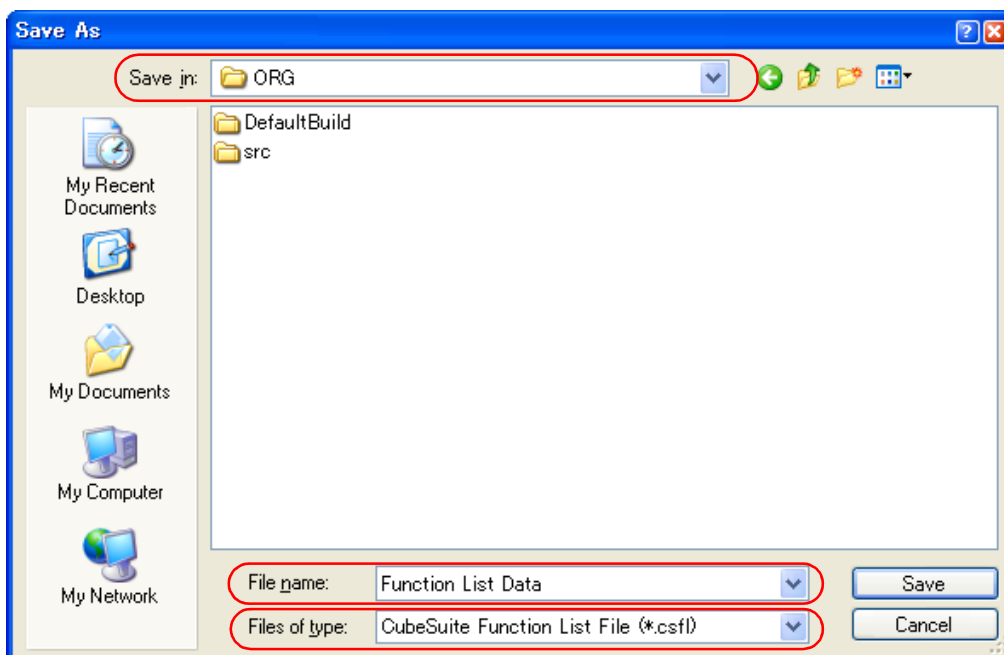 Save As
Save in:
ORG
DefaultBuild
src
My Recent
Documents
Desktop
My Documents
My Computer
My Network
File name:
Function List Data
Save
Files of type:
CubeSuite Function List File (*.csfl)
Cancel